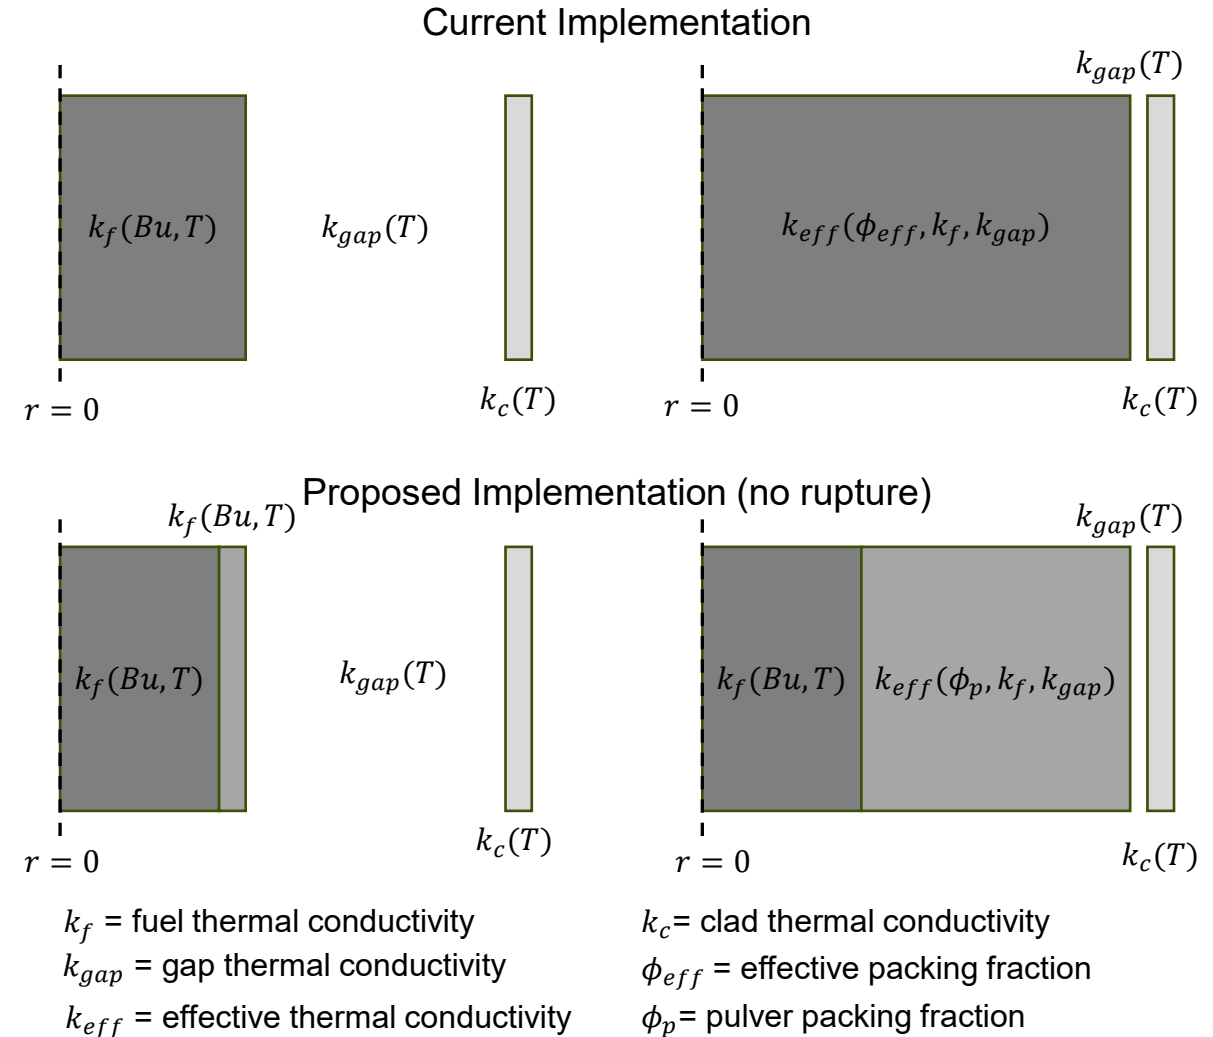 Current Implementation
k_gap(T)
k_f(Bu, T)
k_gap(T)
k_eff(ϕ_eff, k_f, k_gap)
r = 0
k_c(T)
r = 0
k_c(T)
Proposed Implementation (no rupture)
k_f(Bu, T)
k_gap(T)
k_f(Bu, T)
k_gap(T)
k_f(Bu, T)
k_eff(ϕ_p, k_f, k_gap)
r = 0
k_c(T)
r = 0
k_c(T)
k_f = fuel thermal conductivity
k_gap = gap thermal conductivity
k_eff = effective thermal conductivity
k_c= clad thermal conductivity
ϕ_eff = effective packing fraction
ϕ_p= pulver packing fraction